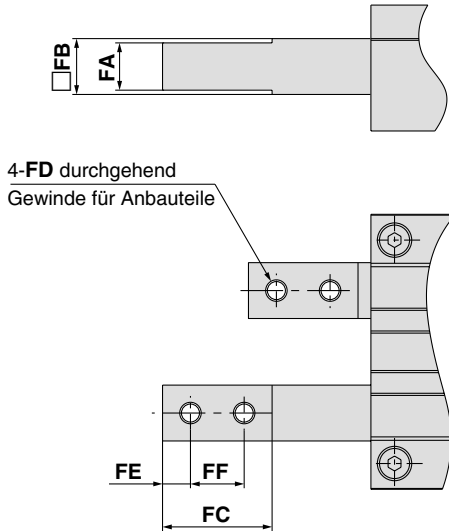 □FB
FA
4-FD durchgehend
Gewinde für Anbauteile
FE
FF
FC